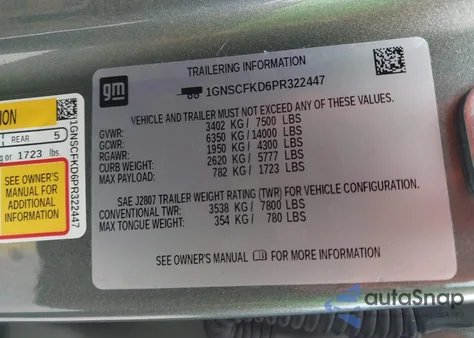 TRAILERING INFORMATION
gm
1GNSCFKD6PR322447
VEHICLE AND TRAILER MUST NOT EXCEED ANY OF THESE VALUES.
GVWR: 3402 KG / 7500 LBS
GCWR: 6350 KG / 14000 LBS
RGAWR: 1950 KG / 4300 LBS
CURB WEIGHT: 2620 KG / 5777 LBS
MAX PAYLOAD: 782 KG / 1723 LBS
SAE J2807 TRAILER WEIGHT RATING (TWR) FOR VEHICLE CONFIGURATION.
CONVENTIONAL TWR: 3538 KG / 7800 LBS
MAX TONGUE WEIGHT: 354 KG / 780 LBS
SEE OWNER'S MANUAL FOR MORE INFORMATION
ION
REAR 5
g or 1723 lbs.
SEE OWNER'S
MANUAL FOR
ADDITIONAL
INFORMATION
1GNSCFKD6PR322447
autoSnap